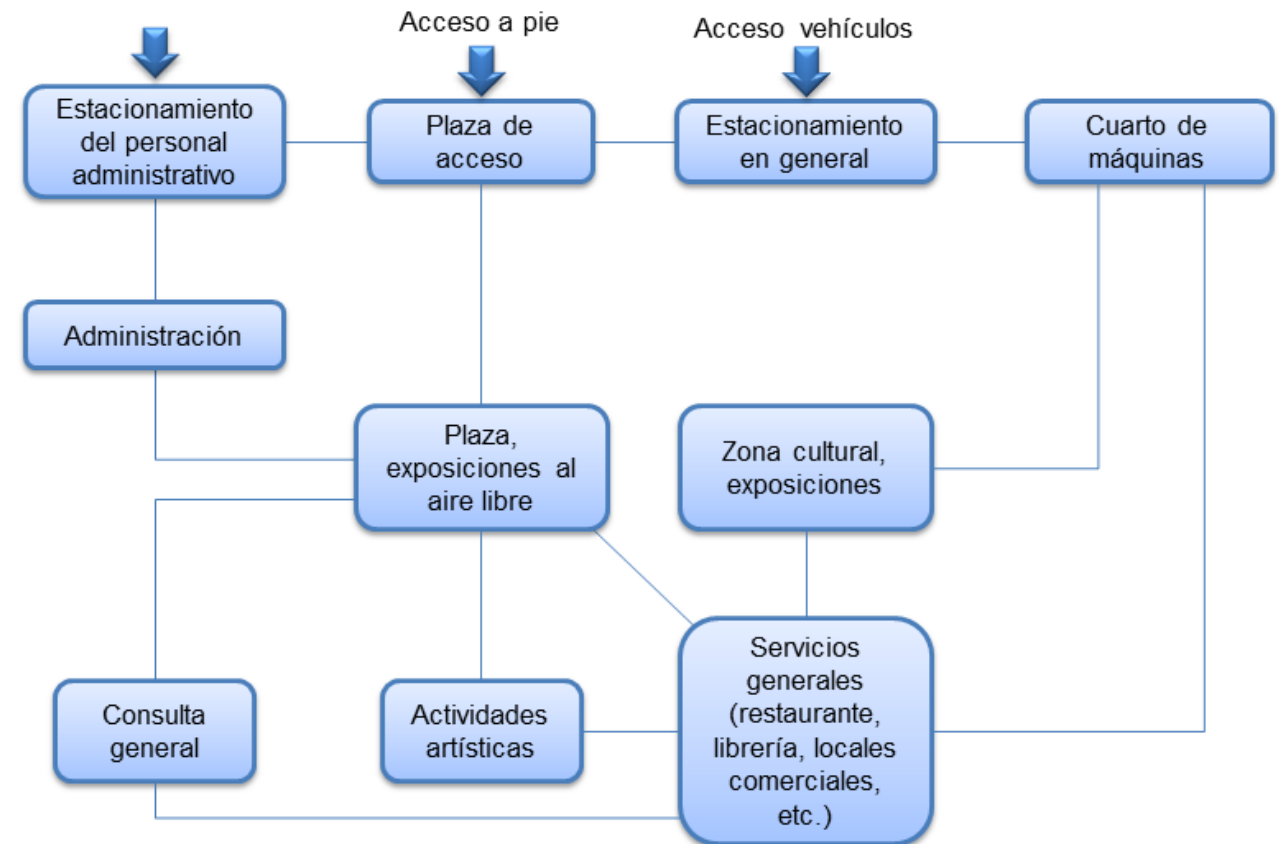 Acceso a pie
Acceso vehículos
Estacionamiento
del personal
administrativo
Plaza de
acceso
Estacionamiento
en general
Cuarto de
máquinas
Administración
Plaza,
exposiciones al
aire libre
Zona cultural,
exposiciones
Consulta
general
Actividades
artísticas
Servicios
generales
(restaurante,
librería, locales
comerciales,
etc.)